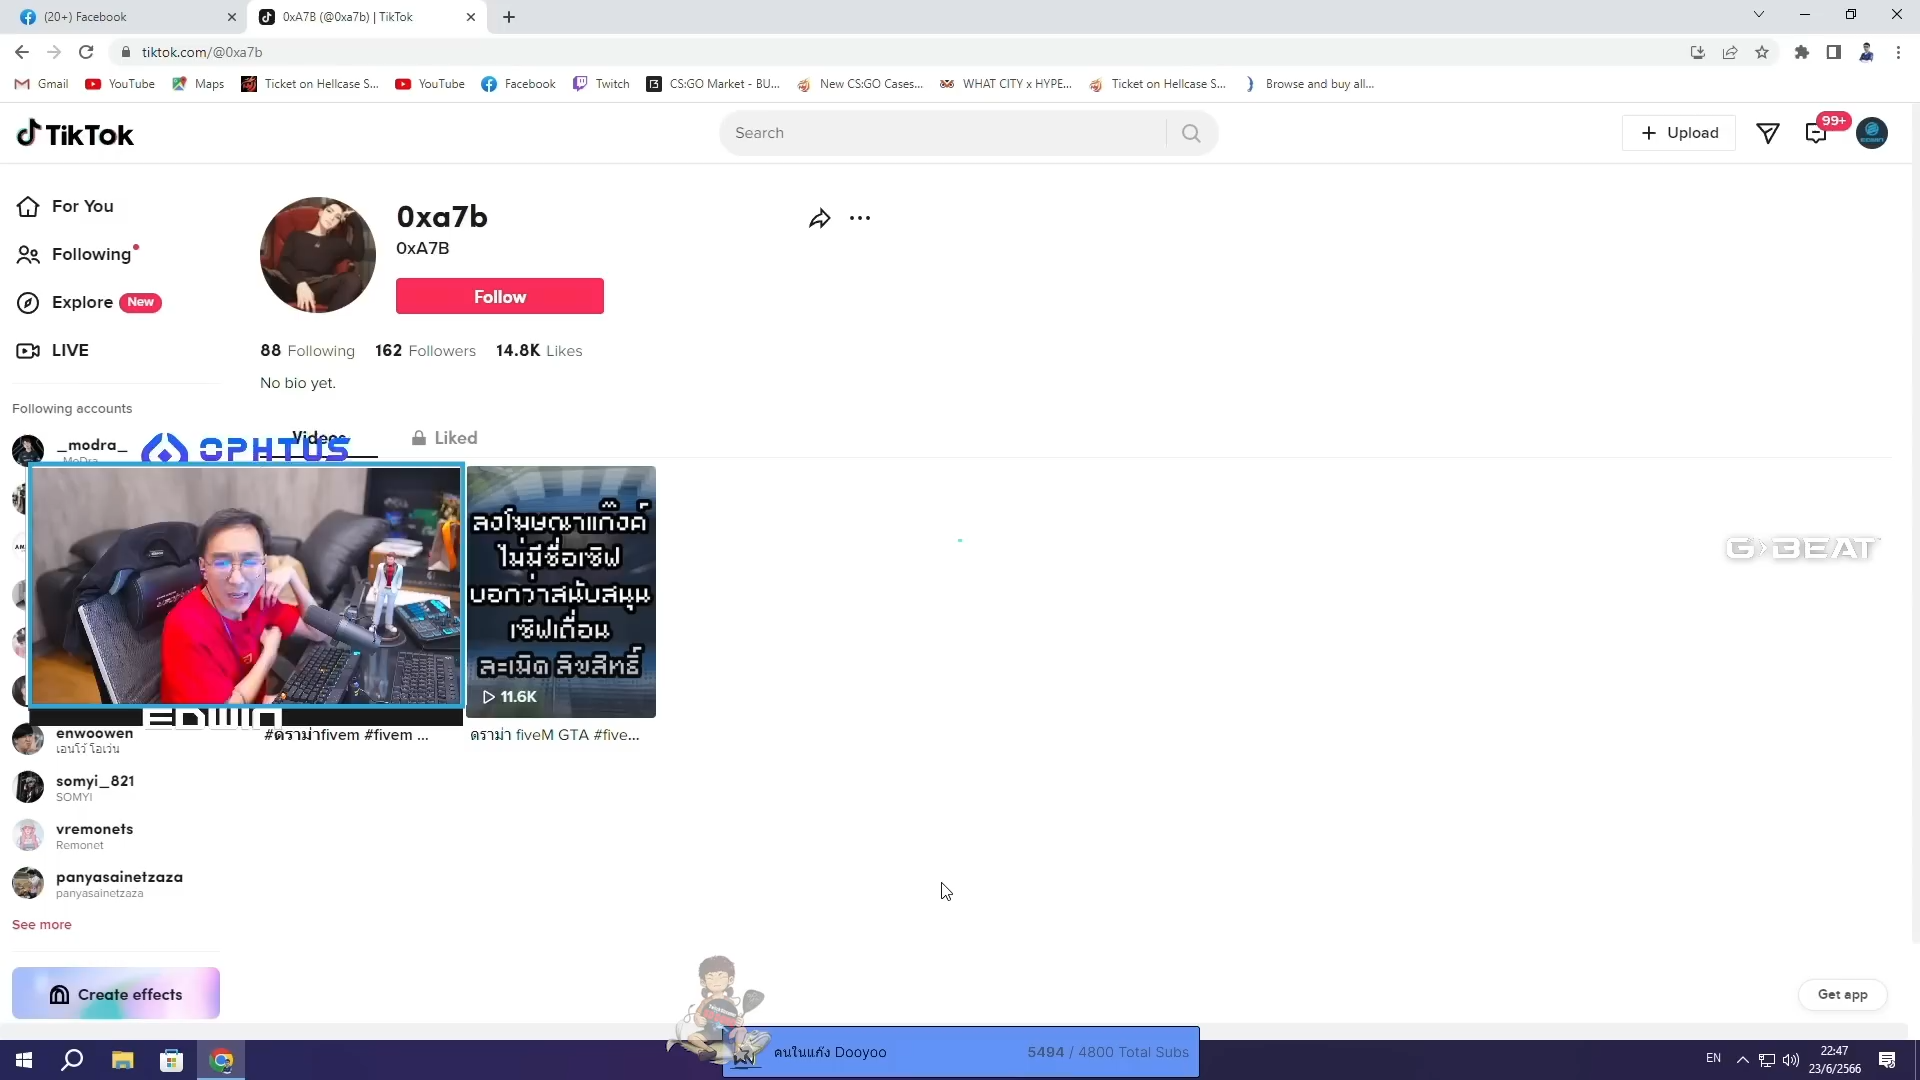 (20+) Facebook
0xA7B (@0xa7b) | TikTok
tiktok.com/@0xa7b
Gmail
YouTube
Maps
Ticket on Hellcase S...
YouTube
Facebook
Twitch
CS:GO Market - BU...
New CS:GO Cases...
WHAT CITY x HYPE...
Ticket on Hellcase S...
Browse and buy all...
TikTok
Search
Upload
99+
For You
Following
Explore New
LIVE
0xa7b
0xA7B
Follow
88 Following 162 Followers 14.8K Likes
No bio yet.
Videos
Liked
Following accounts
_modra_
MoDra
OPHTUS
ลงโฆษณาแก๊งค์
ไม่มีชื่อเซิฟ
บอกว่าสนับสนุน
เซิฟเถื่อน
ละเมิด ลิขสิทธิ์
11.6K
G-BEAT
EDWIN
#ดราม่าfivem #fivem ...
ดราม่า fiveM GTA #five...
enwoowen
เอนโว้ โอเว่น
somyi_821
SOMYI
vremonets
Remonet
panyasainetzaza
panyasainetzaza
See more
Create effects
Get app
คนในแก๊ง Dooyoo
5494 / 4800 Total Subs
EN
22:47
23/6/2566